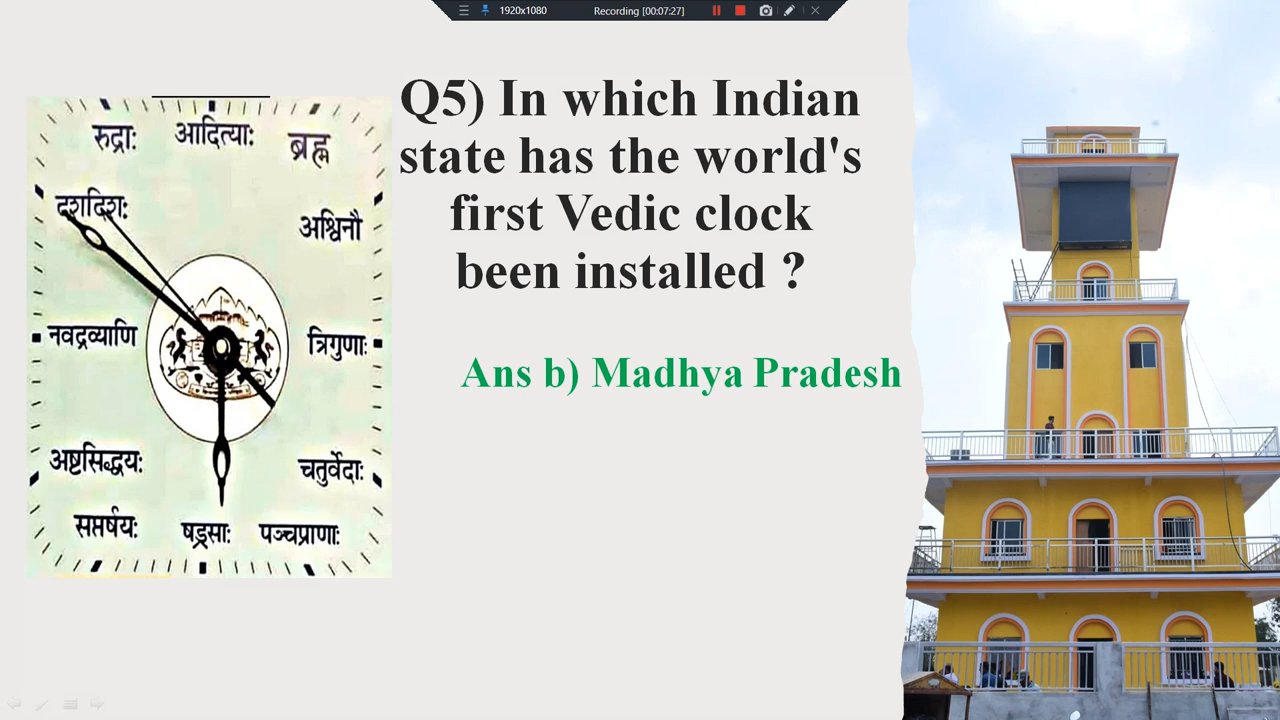 1920x1080
Recording [00:07:27]
Q5) In which Indian
state has the world's
first Vedic clock
been installed ?
Ans b) Madhya Pradesh
रुद्राः आदित्याः ब्रह्म
दशदिशः
अश्विनौ
नवद्रव्याणि
त्रिगुणाः
अष्टसिद्धयः
चतुर्वेदाः
सप्तर्षयः षड्रसाः पञ्चप्राणाः